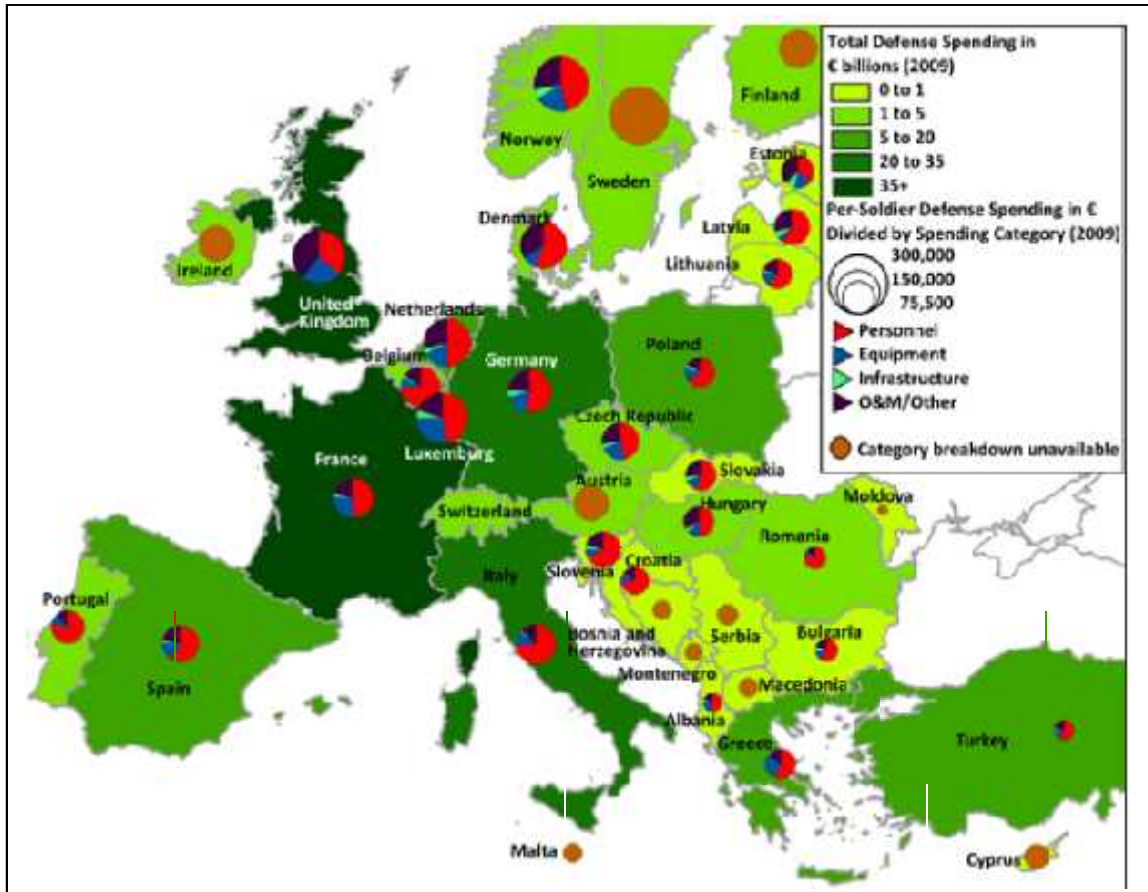 Total Defense Spending in
€ billions (2009)
0 to 1
1 to 5
5 to 20
20 to 35
35+
Per-Soldier Defense Spending in €
Divided by Spending Category (2009)
300,000
150,000
75,500
Personnel
Equipment
Infrastructure
O&M/Other
Category breakdown unavailable
Finland
Norway
Sweden
Estonia
Latvia
Lithuania
Denmark
Ireland
United
Kingdom
Netherlands
Belgium
Germany
Poland
Luxemburg
Czech Republic
France
Slovakia
Austria
Hungary
Moldova
Switzerland
Romania
Slovenia
Croatia
Italy
Portugal
Spain
Bosnia and
Herzegovina
Serbia
Bulgaria
Montenegro
Macedonia
Albania
Greece
Turkey
Malta
Cyprus